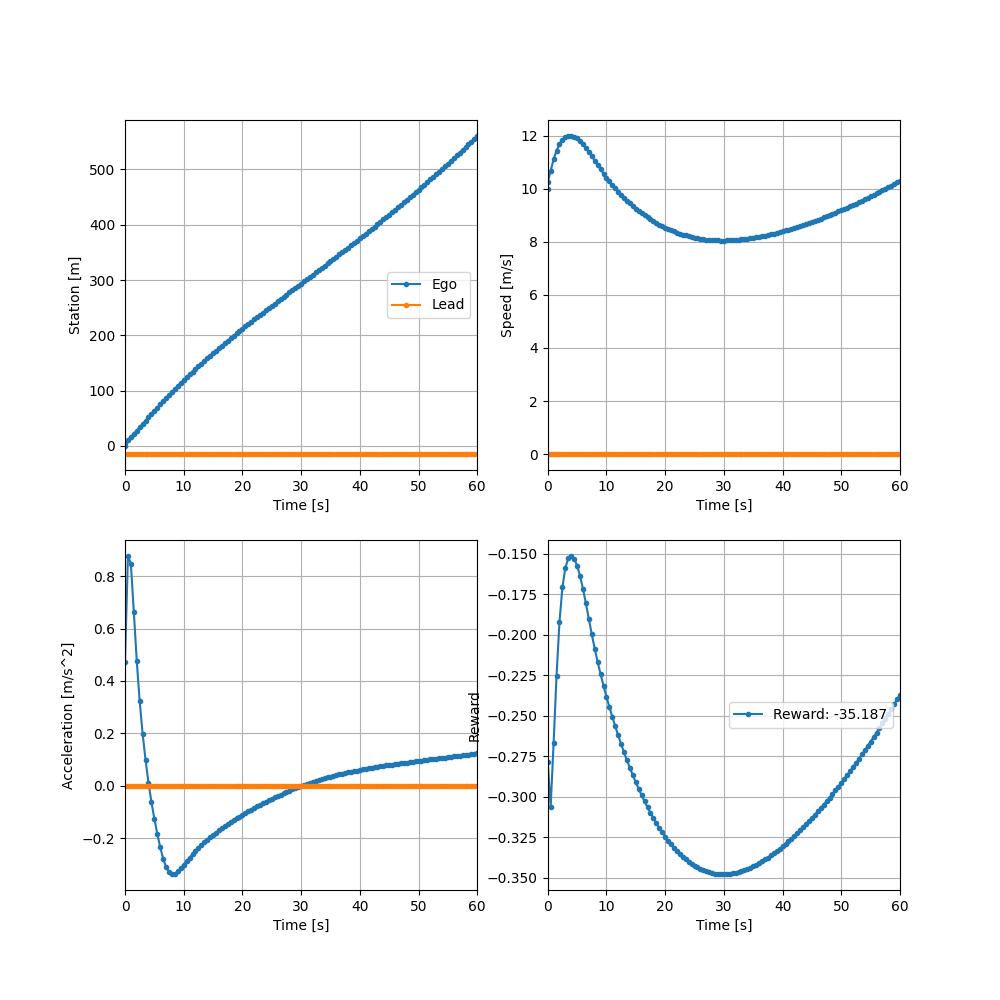 500
400
300
200
100
0
Station [m]
Ego
Lead
0 10 20 30 40 50 60
Time [s]
12
10
8
6
4
2
0
Speed [m/s]
0 10 20 30 40 50 60
Time [s]
0.8
0.6
0.4
0.2
0.0
−0.2
Acceleration [m/s^2]
0 10 20 30 40 50 60
Time [s]
−0.150
−0.175
−0.200
−0.225
−0.250
−0.275
−0.300
−0.325
−0.350
Reward
Reward: -35.187
0 10 20 30 40 50 60
Time [s]